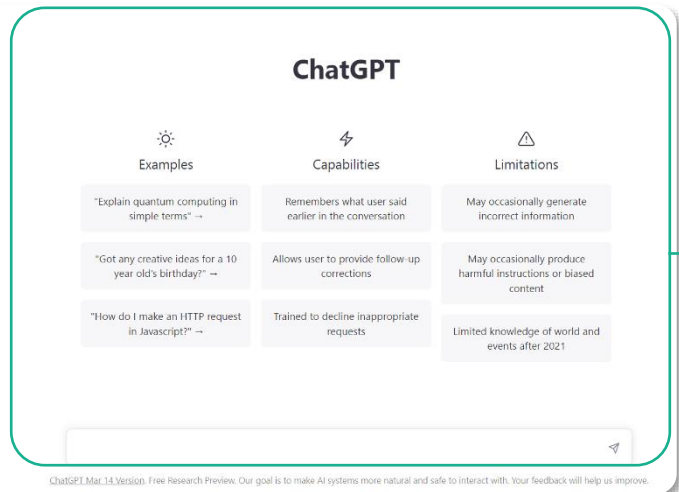 ChatGPT
Examples
Capabilities
Limitations
"Explain quantum computing in
simple terms" →
Remembers what user said
earlier in the conversation
May occasionally generate
incorrect information
"Got any creative ideas for a 10
year old's birthday?" →
Allows user to provide follow-up
corrections
May occasionally produce
harmful instructions or biased
content
"How do I make an HTTP request
in Javascript?" →
Trained to decline inappropriate
requests
Limited knowledge of world and
events after 2021
ChatGPT Mar 14 Version. Free Research Preview. Our goal is to make AI systems more natural and safe to interact with. Your feedback will help us improve.